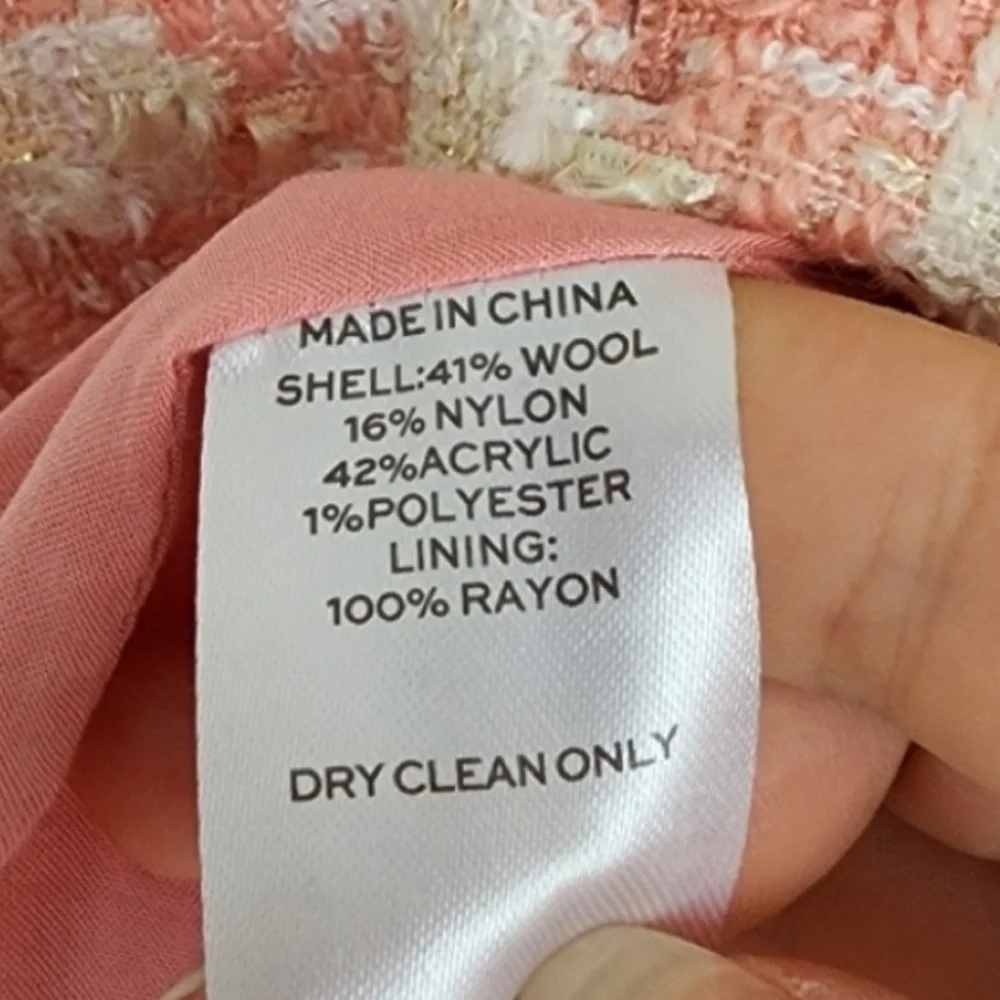 MADE IN CHINA
SHELL:41% WOOL
16% NYLON
42%ACRYLIC
1%POLYESTER
LINING:
100% RAYON
DRY CLEAN ONLY